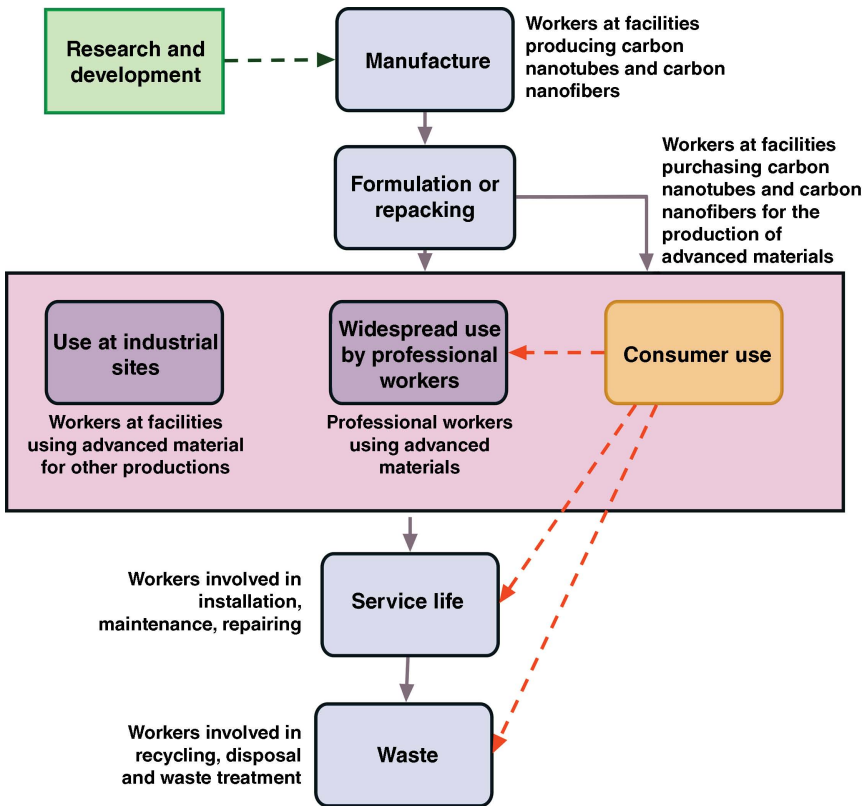 Research and
development
Manufacture
Workers at facilities
producing carbon
nanotubes and carbon
nanofibers
Formulation or
repacking
Workers at facilities
purchasing carbon
nanotubes and carbon
nanofibers for the
production of
advanced materials
Use at industrial
sites
Workers at facilities
using advanced material
for other productions
Widespread use
by professional
workers
Professional workers
using advanced
materials
Consumer use
Workers involved in
installation,
maintenance, repairing
Service life
Workers involved in
recycling, disposal
and waste treatment
Waste